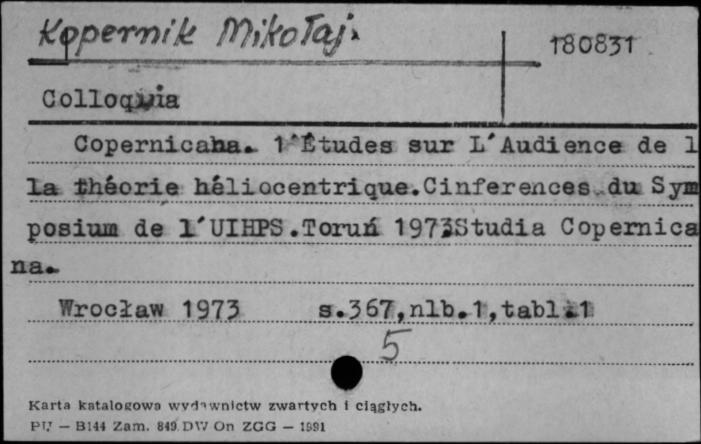 Kopernik Mikołaj.
180831
Colloquia
Copernicana. 1 Études sur L'Audience de l
la théorie héliocentrique.Cinferences du Sym
posium de l'UIHPS.Toruń 1973Studia Copernica
na.
Wrocław 1973 s.367,nlb.1,tabl.1
5
Karta katalogowa wydawnictw zwartych i ciągłych.
PU — B144 Zam. 849 DW On ZGG — 1991